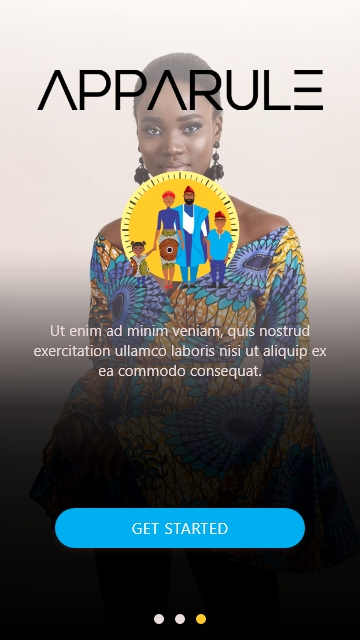 APPARULE
Ut enim ad minim veniam, quis nostrud
exercitation ullamco laboris nisi ut aliquip ex
ea commodo consequat.
GET STARTED